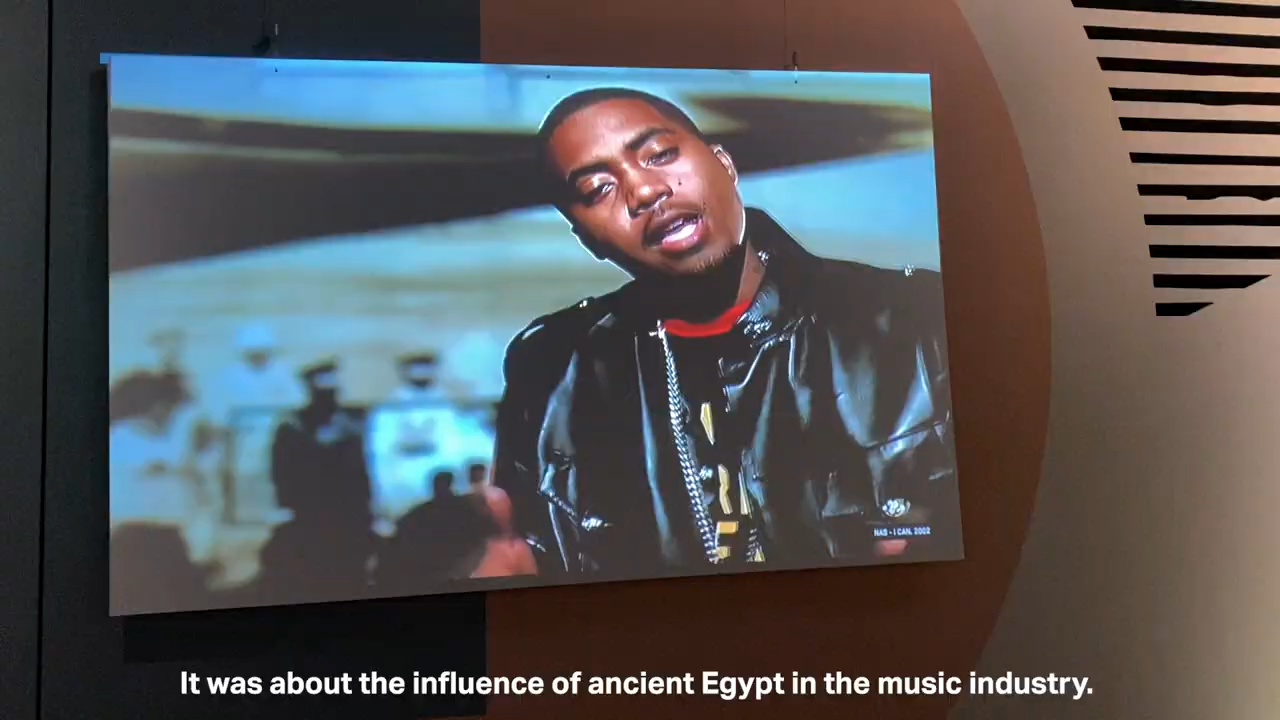 NAS - I CAN, 2002
It was about the influence of ancient Egypt in the music industry.